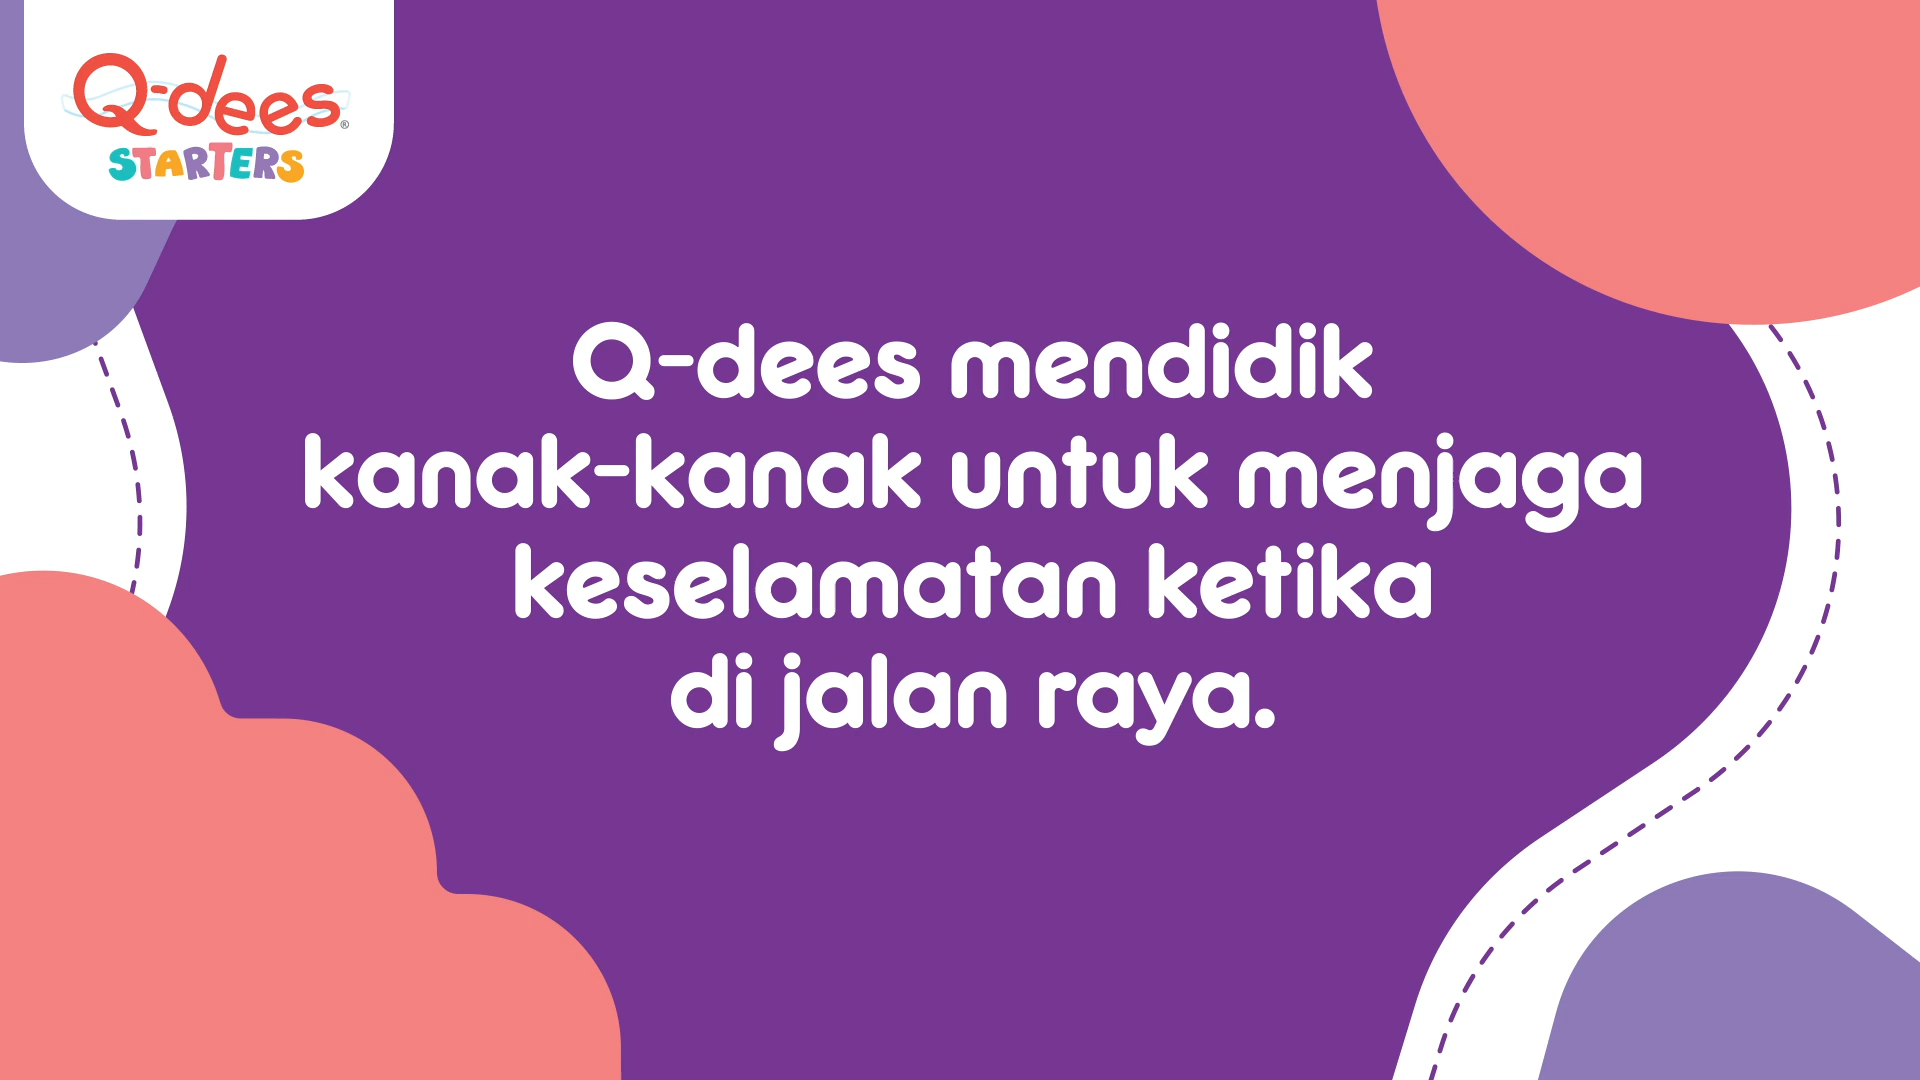 Q-dees®
STARTERS
Q-dees mendidik
kanak-kanak untuk menjaga
keselamatan ketika
di jalan raya.